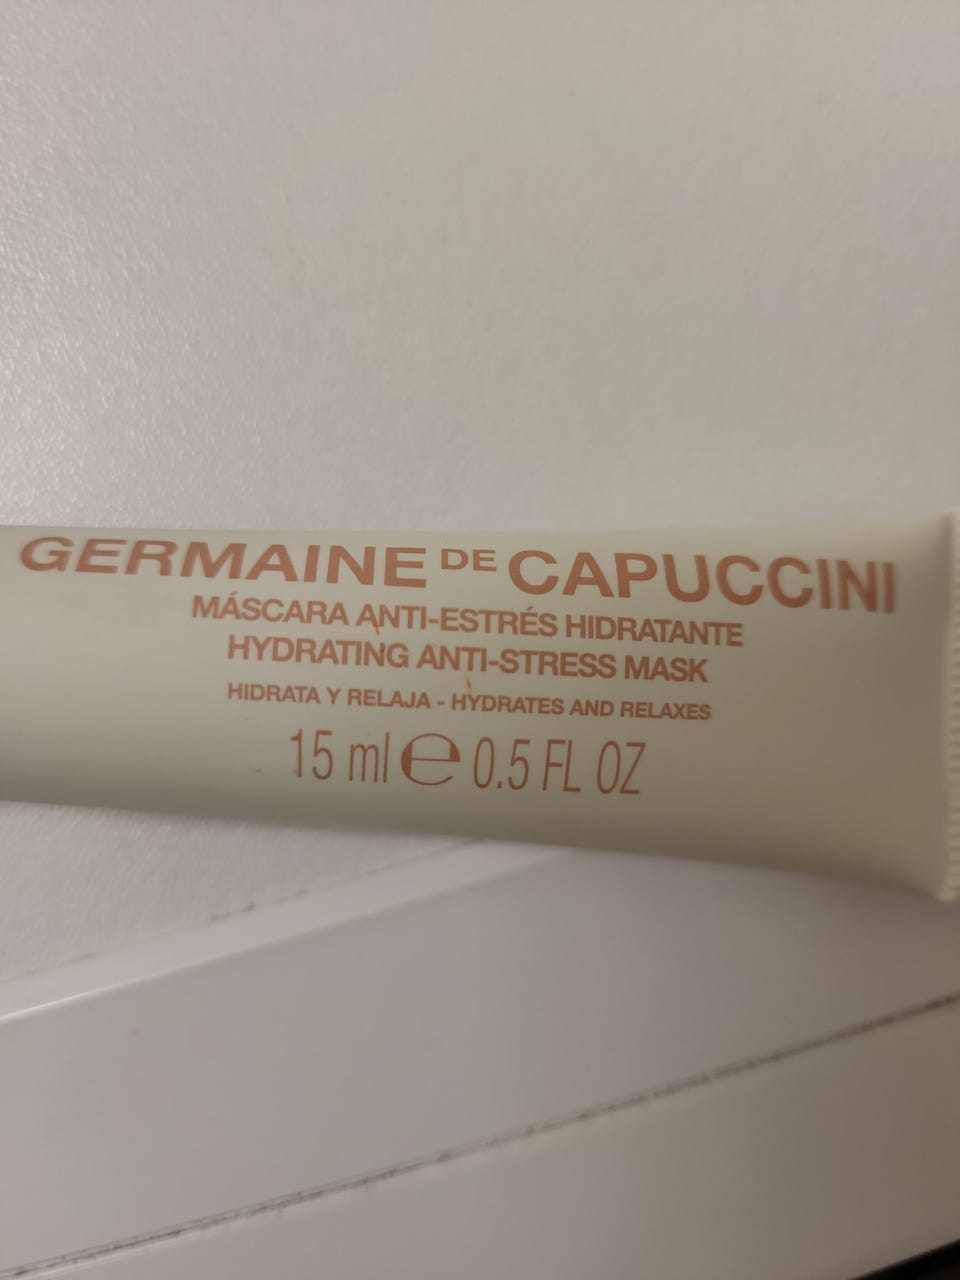 GERMAINE DE CAPUCCINI
MÁSCARA ANTI-ESTRÉS HIDRATANTE
HYDRATING ANTI-STRESS MASK
HIDRATA Y RELAJA - HYDRATES AND RELAXES
15 ml e 0.5 FL OZ